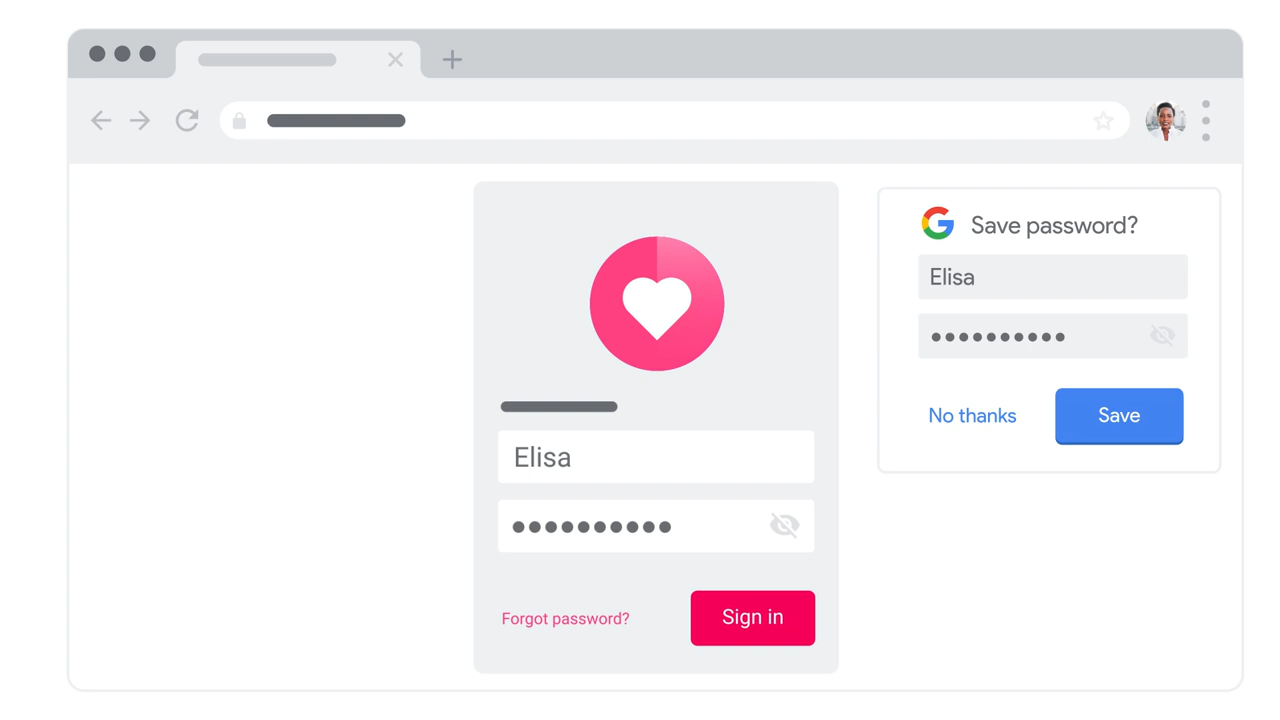 Save password?
Elisa
••••••••••
No thanks
Save
Elisa
••••••••••
Forgot password?
Sign in